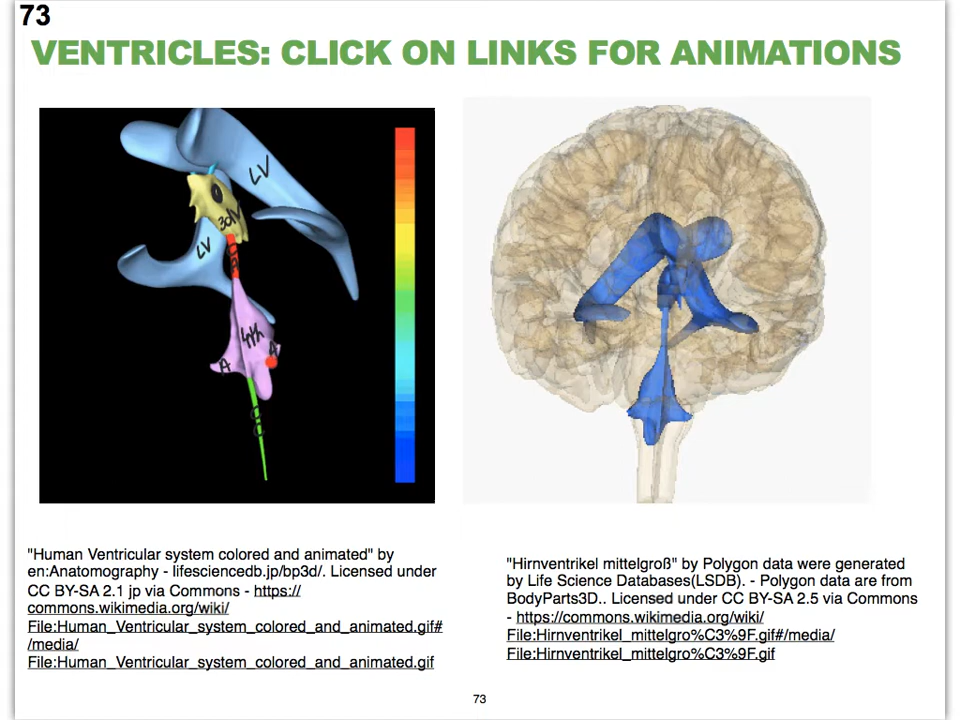 73
VENTRICLES: CLICK ON LINKS FOR ANIMATIONS
LV
3dV
LV
4th
A
A
"Human Ventricular system colored and animated" by
en:Anatomography - lifesciencedb.jp/bp3d/. Licensed under
CC BY-SA 2.1 jp via Commons - https://
commons.wikimedia.org/wiki/
File:Human_Ventricular_system_colored_and_animated.gif#
/media/
File:Human_Ventricular_system_colored_and_animated.gif
"Hirnventrikel mittelgroß" by Polygon data were generated
by Life Science Databases(LSDB). - Polygon data are from
BodyParts3D.. Licensed under CC BY-SA 2.5 via Commons
- https://commons.wikimedia.org/wiki/
File:Hirnventrikel_mittelgro%C3%9F.gif#/media/
File:Hirnventrikel_mittelgro%C3%9F.gif
73